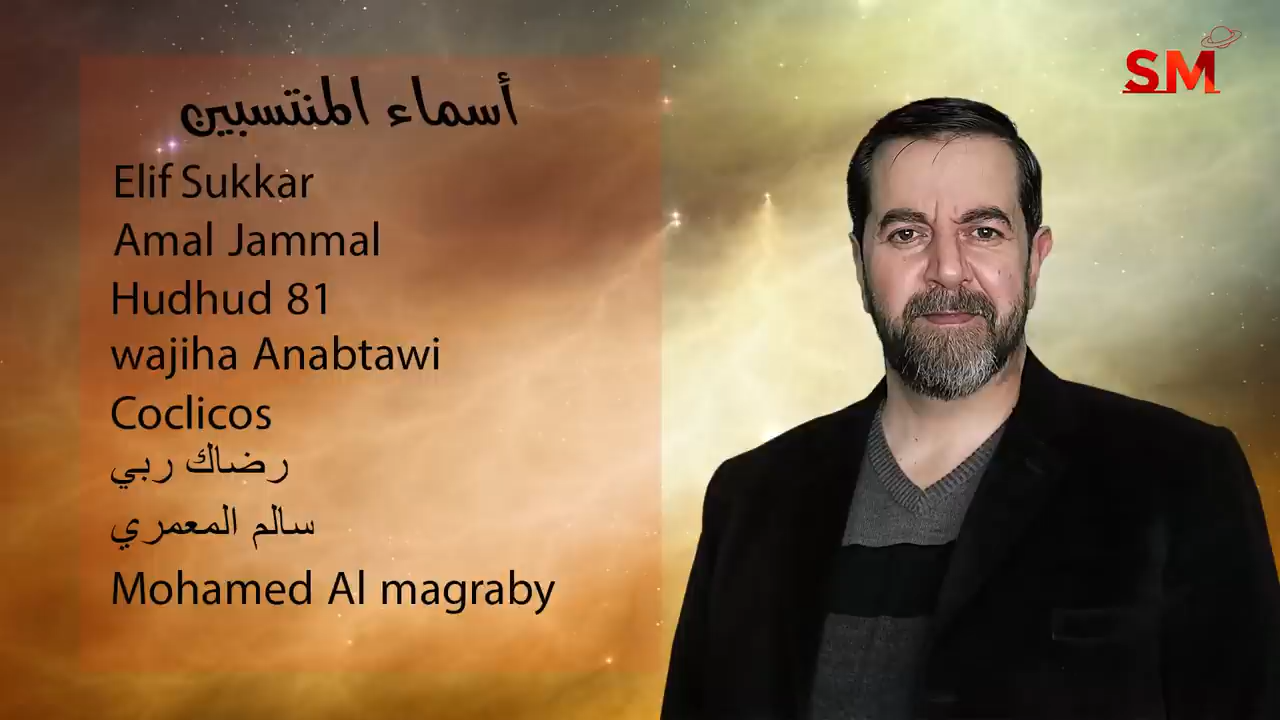 SM
أسماء المنتسبين
Elif Sukkar
Amal Jammal
Hudhud 81
wajiha Anabtawi
Coclicos
رضاك ربي
سالم المعمري
Mohamed Al magraby